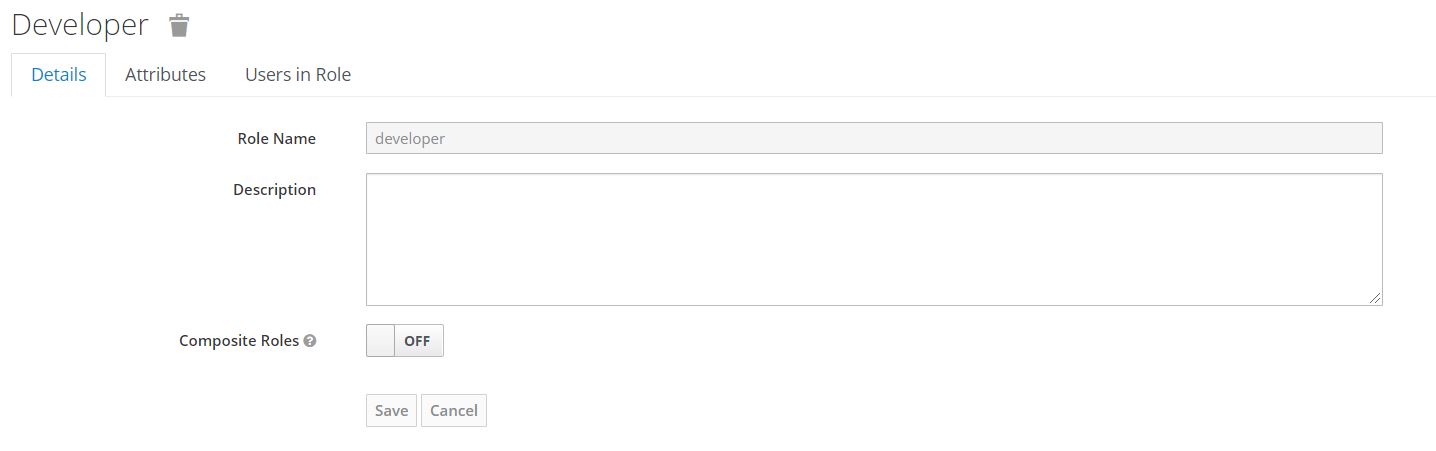 Developer
Details Attributes Users in Role
Role Name developer
Description
Composite Roles OFF
Save Cancel